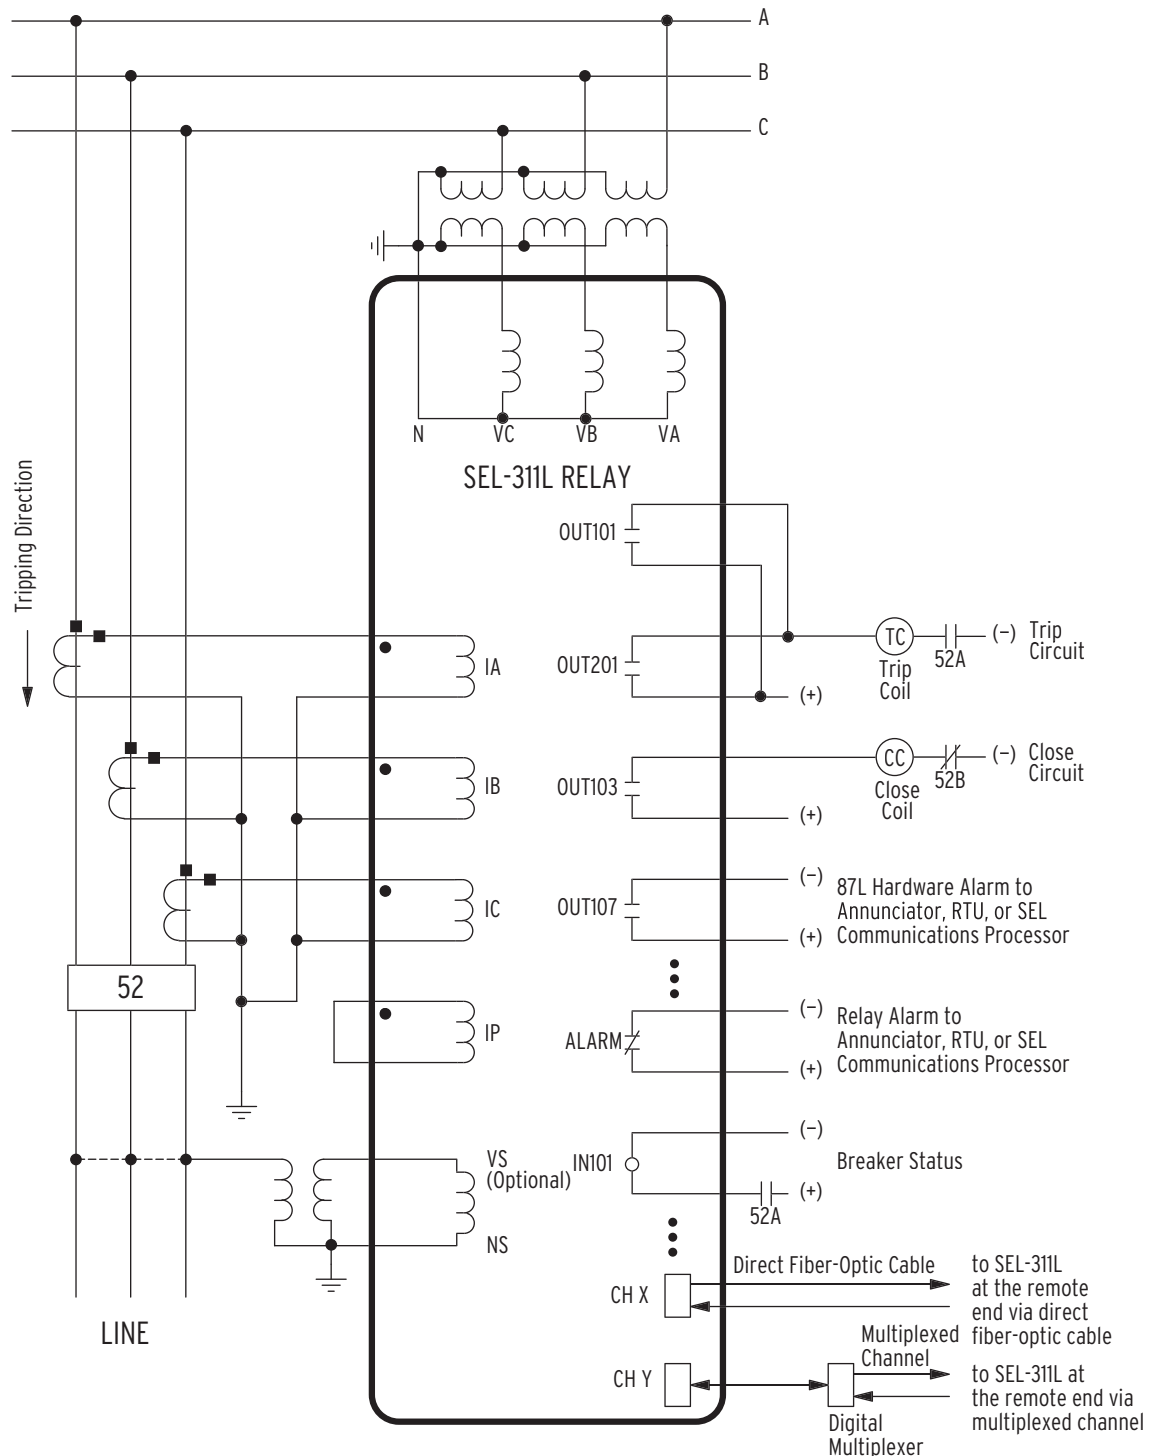 A
B
C
N
VC
VB
VA
SEL-311L RELAY
Tripping Direction
OUT101
IA
OUT201
TC
Trip
Coil
52A
(–) Trip
Circuit
(+)
IB
OUT103
CC
Close
Coil
52B
(–) Close
Circuit
(+)
IC
OUT107
(–) 87L Hardware Alarm to
Annunciator, RTU, or SEL
(+) Communications Processor
52
IP
ALARM
(–) Relay Alarm to
Annunciator, RTU, or SEL
(+) Communications Processor
VS
(Optional)
NS
IN101
(–)
Breaker Status
(+)
52A
CH X
Direct Fiber-Optic Cable
to SEL-311L
at the remote
end via direct
fiber-optic cable
LINE
CH Y
Multiplexed
Channel
to SEL-311L at
the remote end via
multiplexed channel
Digital
Multiplexer